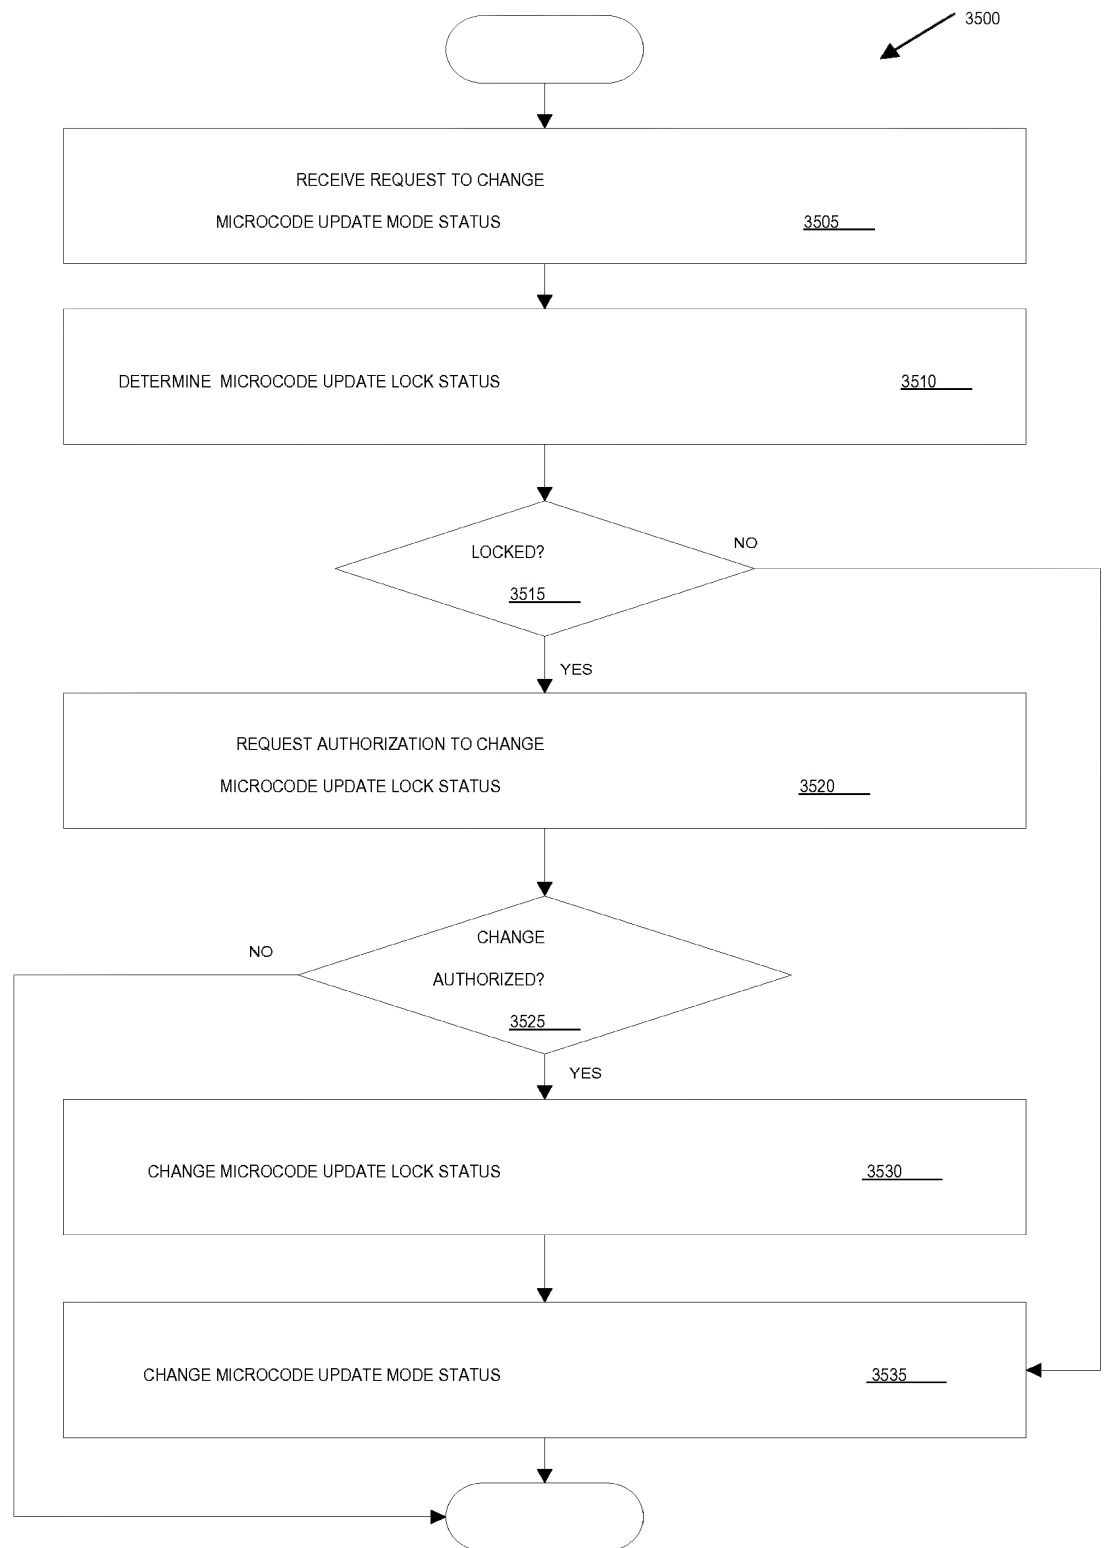 3500
RECEIVE REQUEST TO CHANGE
MICROCODE UPDATE MODE STATUS 3505
DETERMINE MICROCODE UPDATE LOCK STATUS 3510
LOCKED?
NO
3515
YES
REQUEST AUTHORIZATION TO CHANGE
MICROCODE UPDATE LOCK STATUS 3520
CHANGE
NO
AUTHORIZED?
3525
YES
CHANGE MICROCODE UPDATE LOCK STATUS 3530
CHANGE MICROCODE UPDATE MODE STATUS 3535